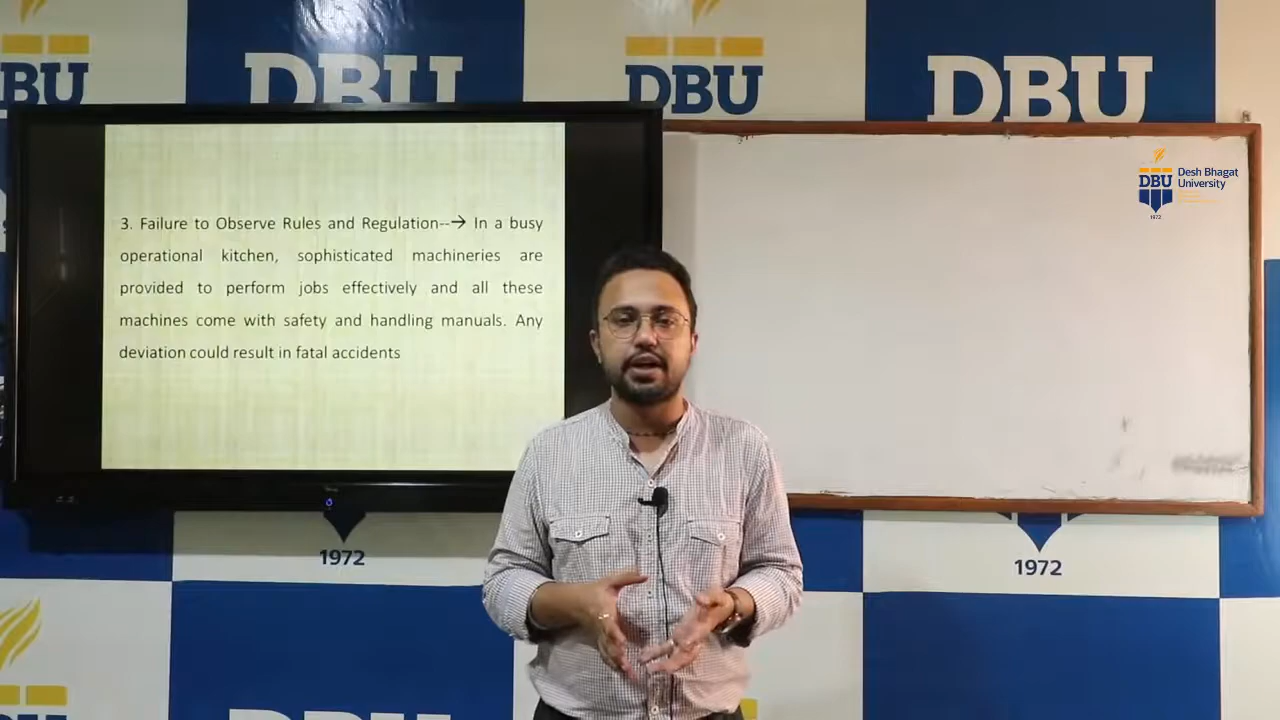 DBU
DBU
DBU
DBU
3. Failure to Observe Rules and Regulation--→ In a busy
operational kitchen, sophisticated machineries are
provided to perform jobs effectively and all these
machines come with safety and handling manuals. Any
deviation could result in fatal accidents
DBU
Desh Bhagat
University
1972
1972
1972
DBU
DBU